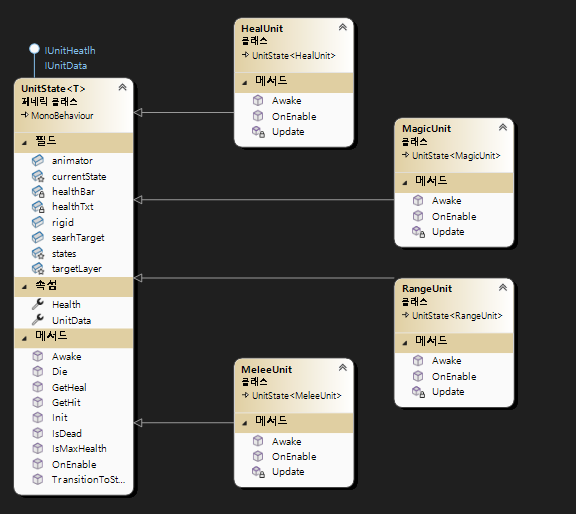 IUnitHeatlh
IUnitData
UnitState<T>
제네릭 클래스
MonoBehaviour
필드
animator
currentState
healthBar
healthTxt
rigid
searhTarget
states
targetLayer
속성
Health
UnitData
메서드
Awake
Die
GetHeal
GetHit
Init
IsDead
IsMaxHealth
OnEnable
TransitionToSt...
HealUnit
클래스
UnitState<HealUnit>
메서드
Awake
OnEnable
Update
MagicUnit
클래스
UnitState<MagicUnit>
메서드
Awake
OnEnable
Update
RangeUnit
클래스
UnitState<RangeUnit>
메서드
Awake
OnEnable
Update
MeleeUnit
클래스
UnitState<MeleeUnit>
메서드
Awake
OnEnable
Update